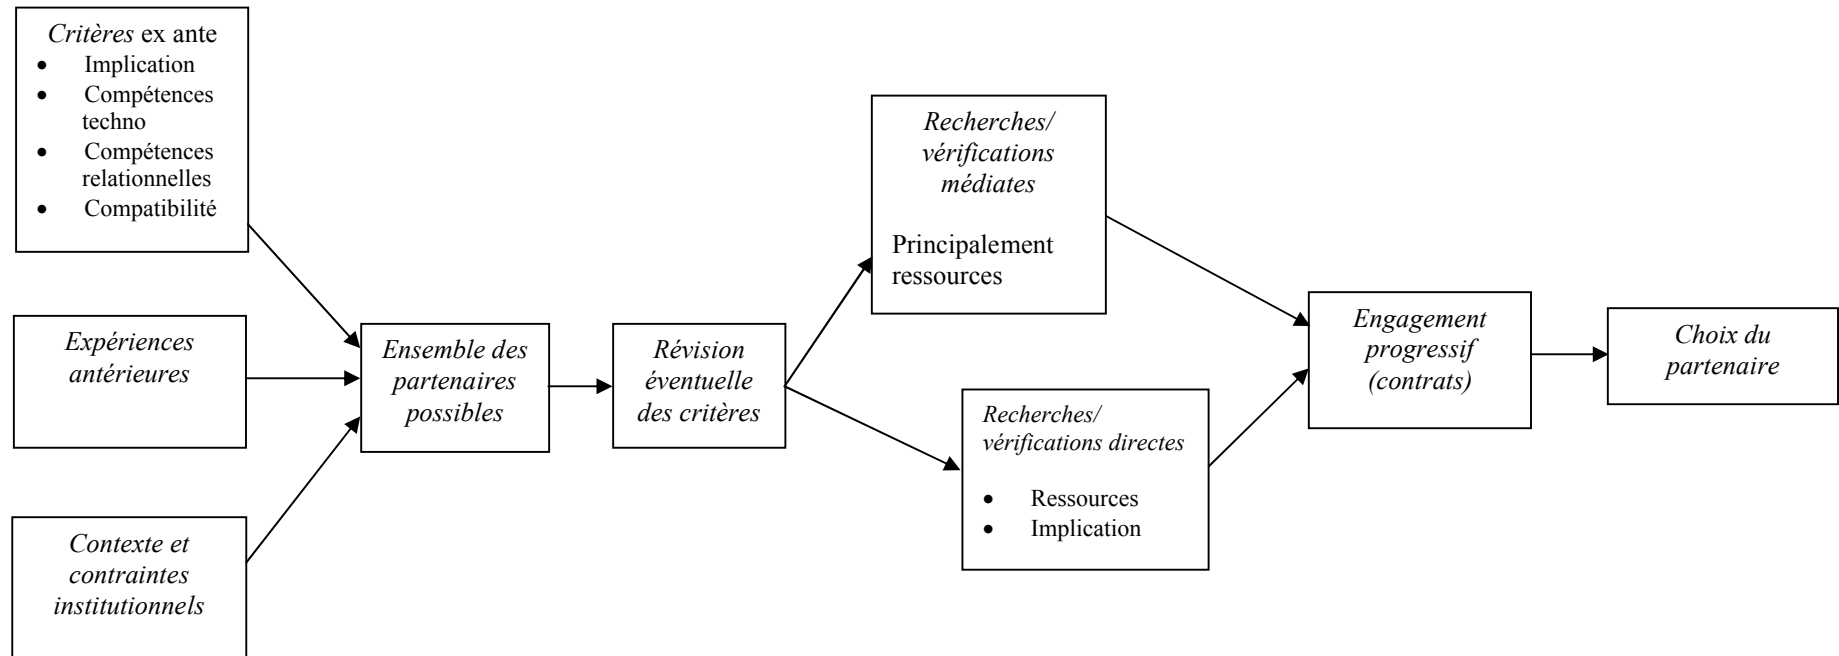 Critères ex ante
• Implication
• Compétences
techno
• Compétences
relationnelles
• Compatibilité
Expériences
antérieures
Contexte et
contraintes
institutionnels
Ensemble des
partenaires
possibles
Révision
éventuelle
des critères
Recherches/
vérifications
médiates
Principalement
ressources
Recherches/
vérifications directes
• Ressources
• Implication
Engagement
progressif
(contrats)
Choix du
partenaire